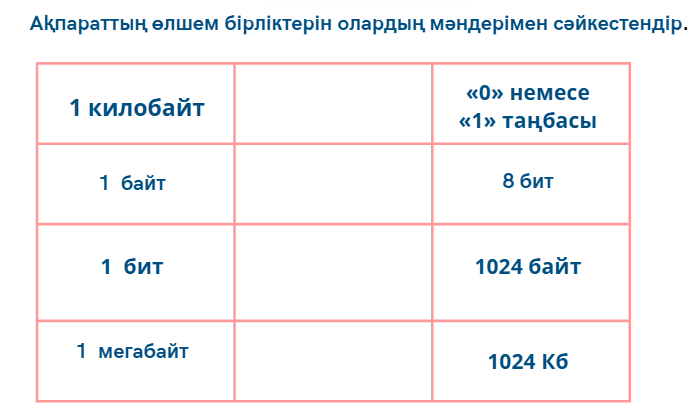 Ақпараттың өлшем бірліктерін олардың мәндерімен сәйкестендір.
1 килобайт
«0» немесе
«1» таңбасы
1 байт
8 бит
1 бит
1024 байт
1 мегабайт
1024 Кб